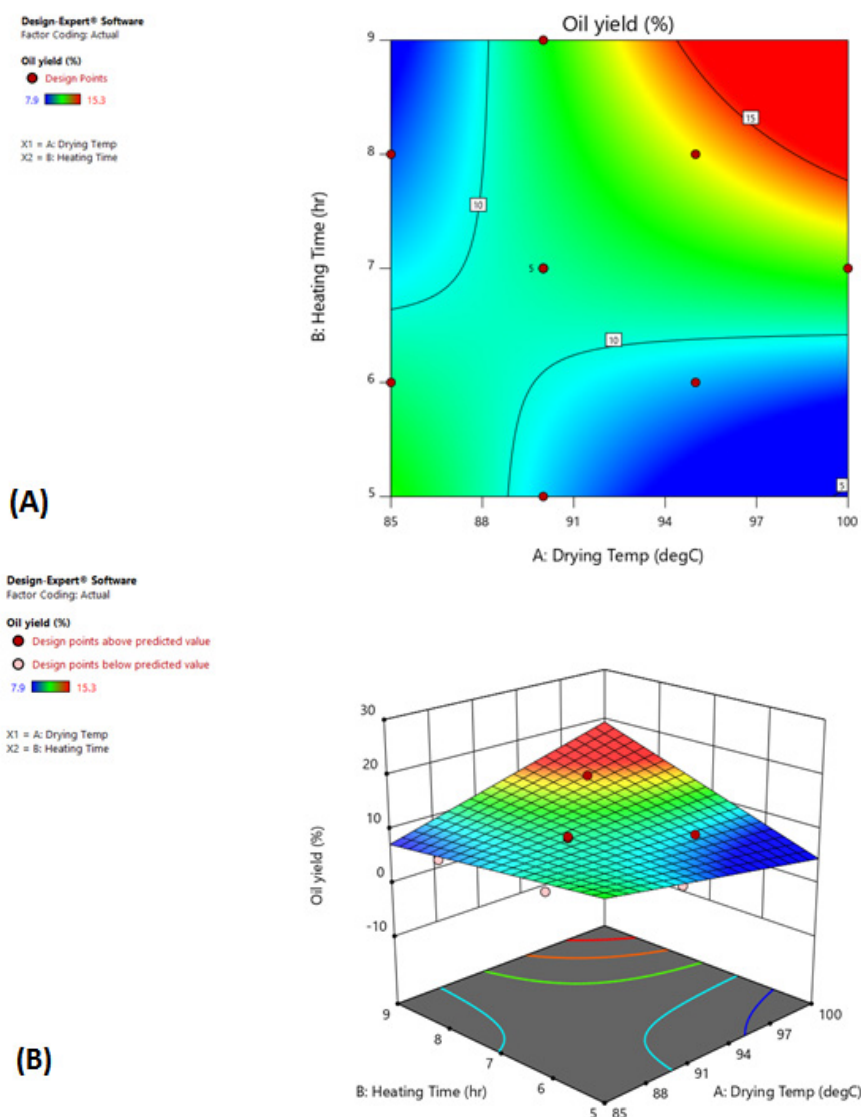 Design-Expert® Software
Factor Coding: Actual
Oil yield (%)
Design Points
7.9 15.3
X1 = A: Drying Temp
X2 = B: Heating Time
Oil yield (%)
9
8
7
6
5
B: Heating Time (hr)
15
10
5
10
5
85 88 91 94 97 100
A: Drying Temp (degC)
(A)
Design-Expert® Software
Factor Coding: Actual
Oil yield (%)
Design points above predicted value
Design points below predicted value
7.9 15.3
X1 = A: Drying Temp
X2 = B: Heating Time
30
20
10
0
-10
Oil yield (%)
9
8
7
6
5
B: Heating Time (hr)
100
97
94
91
88
85
A: Drying Temp (degC)
(B)